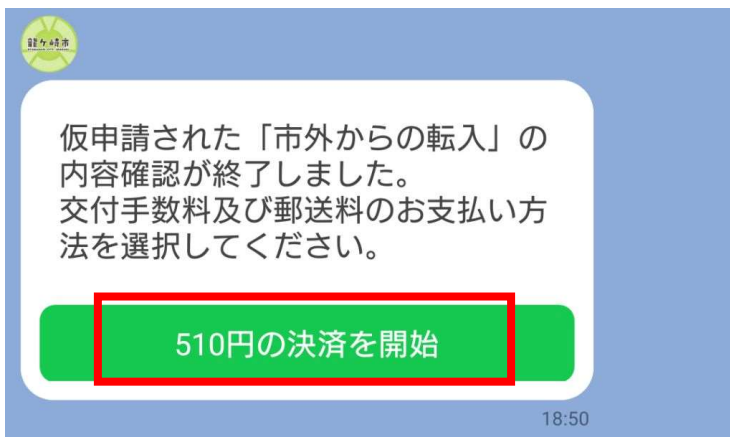 龍ケ崎市
仮申請された「市外からの転入」の
内容確認が終了しました。
交付手数料及び郵送料のお支払い方
法を選択してください。
510円の決済を開始
18:50